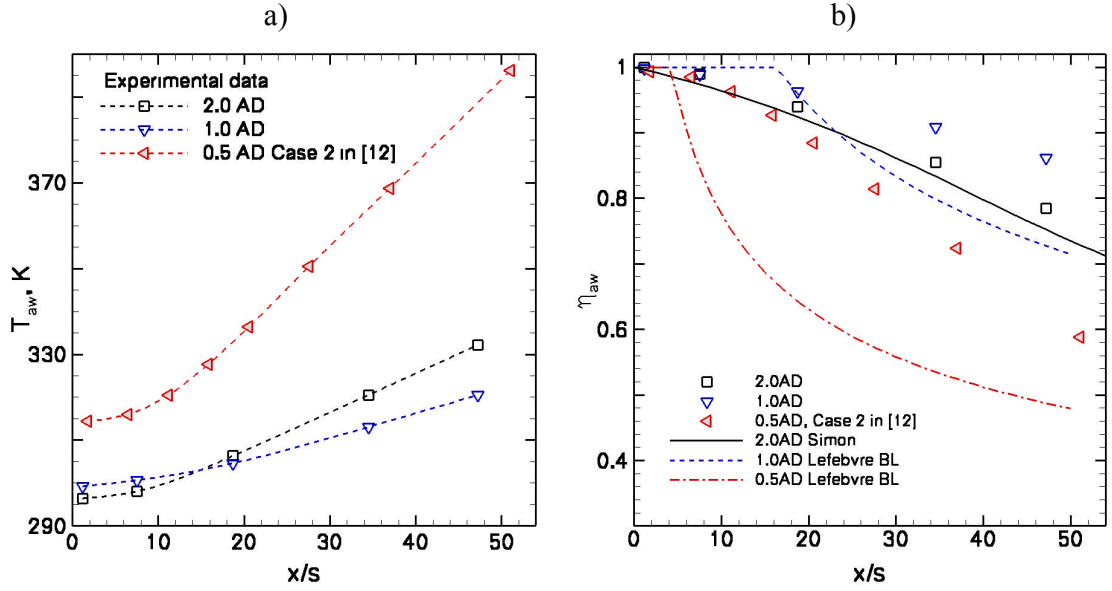 a)
b)
Experimental data
2.0 AD
1.0 AD
0.5 AD Case 2 in [12]
370
330
290
T_aw, K
0
10
20
30
40
50
x/s
1
0.8
0.6
0.4
η_aw
2.0AD
1.0AD
0.5AD, Case 2 in [12]
2.0AD Simon
1.0AD Lefebvre BL
0.5AD Lefebvre BL
0
10
20
30
40
50
x/s